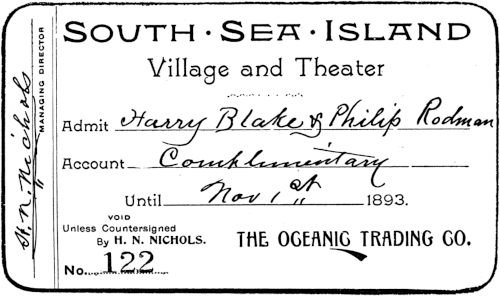 SOUTH · SEA · ISLAND
Village and Theater
Admit Harry Blake & Philip Rodman
Account Complimentary
Until Nov 1st 1893.
VOID
Unless Countersigned
By H. N. NICHOLS.
THE OCEANIC TRADING CO.
No. 122
H. N. Nichols
MANAGING DIRECTOR